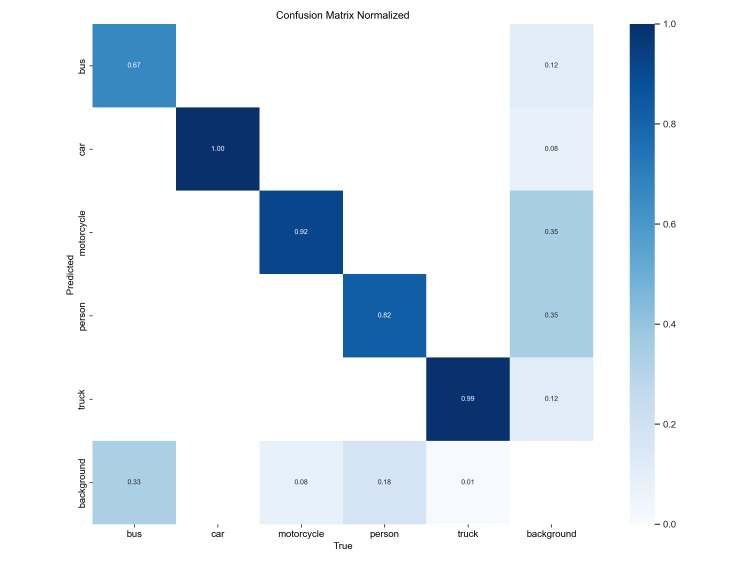 Confusion Matrix Normalized
1.0
bus
0.67
0.12
0.8
car
1.00
0.08
motorcycle
0.92
0.35
0.6
Predicted
person
0.82
0.35
0.4
truck
0.99
0.12
0.2
background
0.33
0.08
0.18
0.01
0.0
bus
car
motorcycle
person
truck
background
True